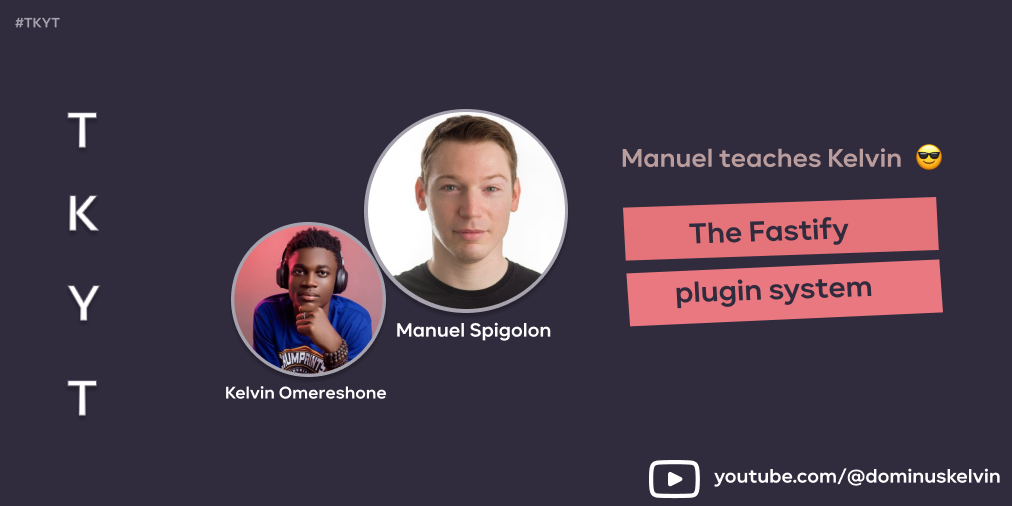 #TKYT
T
K
Y
T
Manuel teaches Kelvin 😎
The Fastify
plugin system
Manuel Spigolon
Kelvin Omereshone
youtube.com/@dominuskelvin